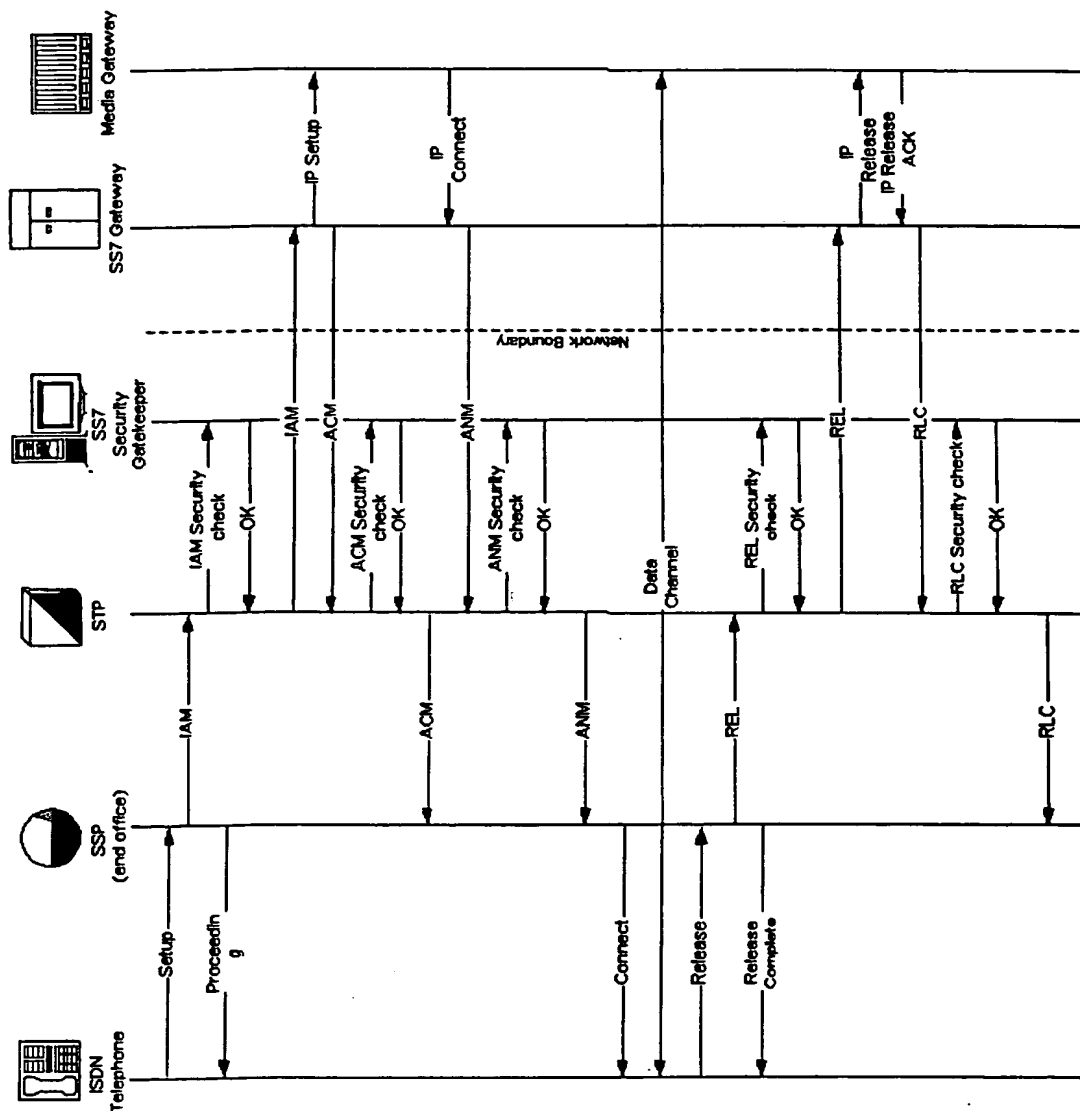 ISDN
Telephone
SSP
(end office)
STP
SS7
Security
Gatekeeper
SS7 Gateway
Media Gateway
Network Boundary
Setup
IAM
IAM Security
check
Proceedin
g
OK
IAM
IP Setup
ACM
ACM Security
check
OK
ACM
IP
Connect
ANM
ANM Security
check
OK
ANM
Connect
Data
Channel
Release
REL
REL Security
check
Release
Complete
OK
REL
IP
Release
IP Release
ACK
RLC
RLC Security check
OK
RLC